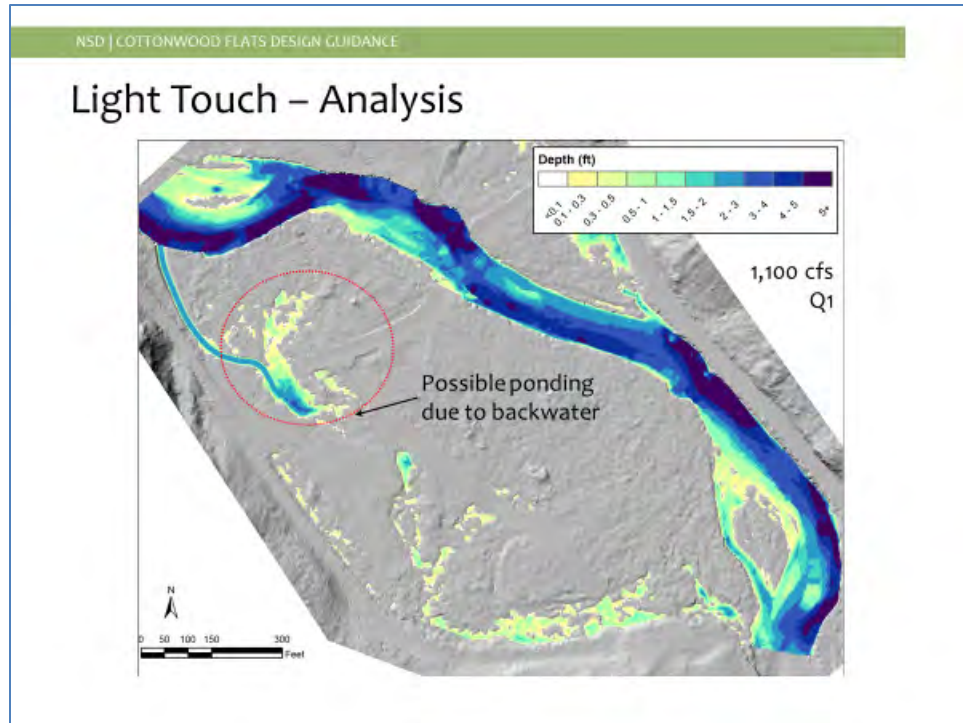 NSD | COTTONWOOD FLATS DESIGN GUIDANCE
Light Touch – Analysis
Depth (ft)
<0.1
0.1 - 0.3
0.3 - 0.5
0.5 - 1
1 - 1.5
1.5 - 2
2 - 3
3 - 4
4 - 5
5+
1,100 cfs
Q1
Possible ponding
due to backwater
N
0 50 100 150 300
Feet